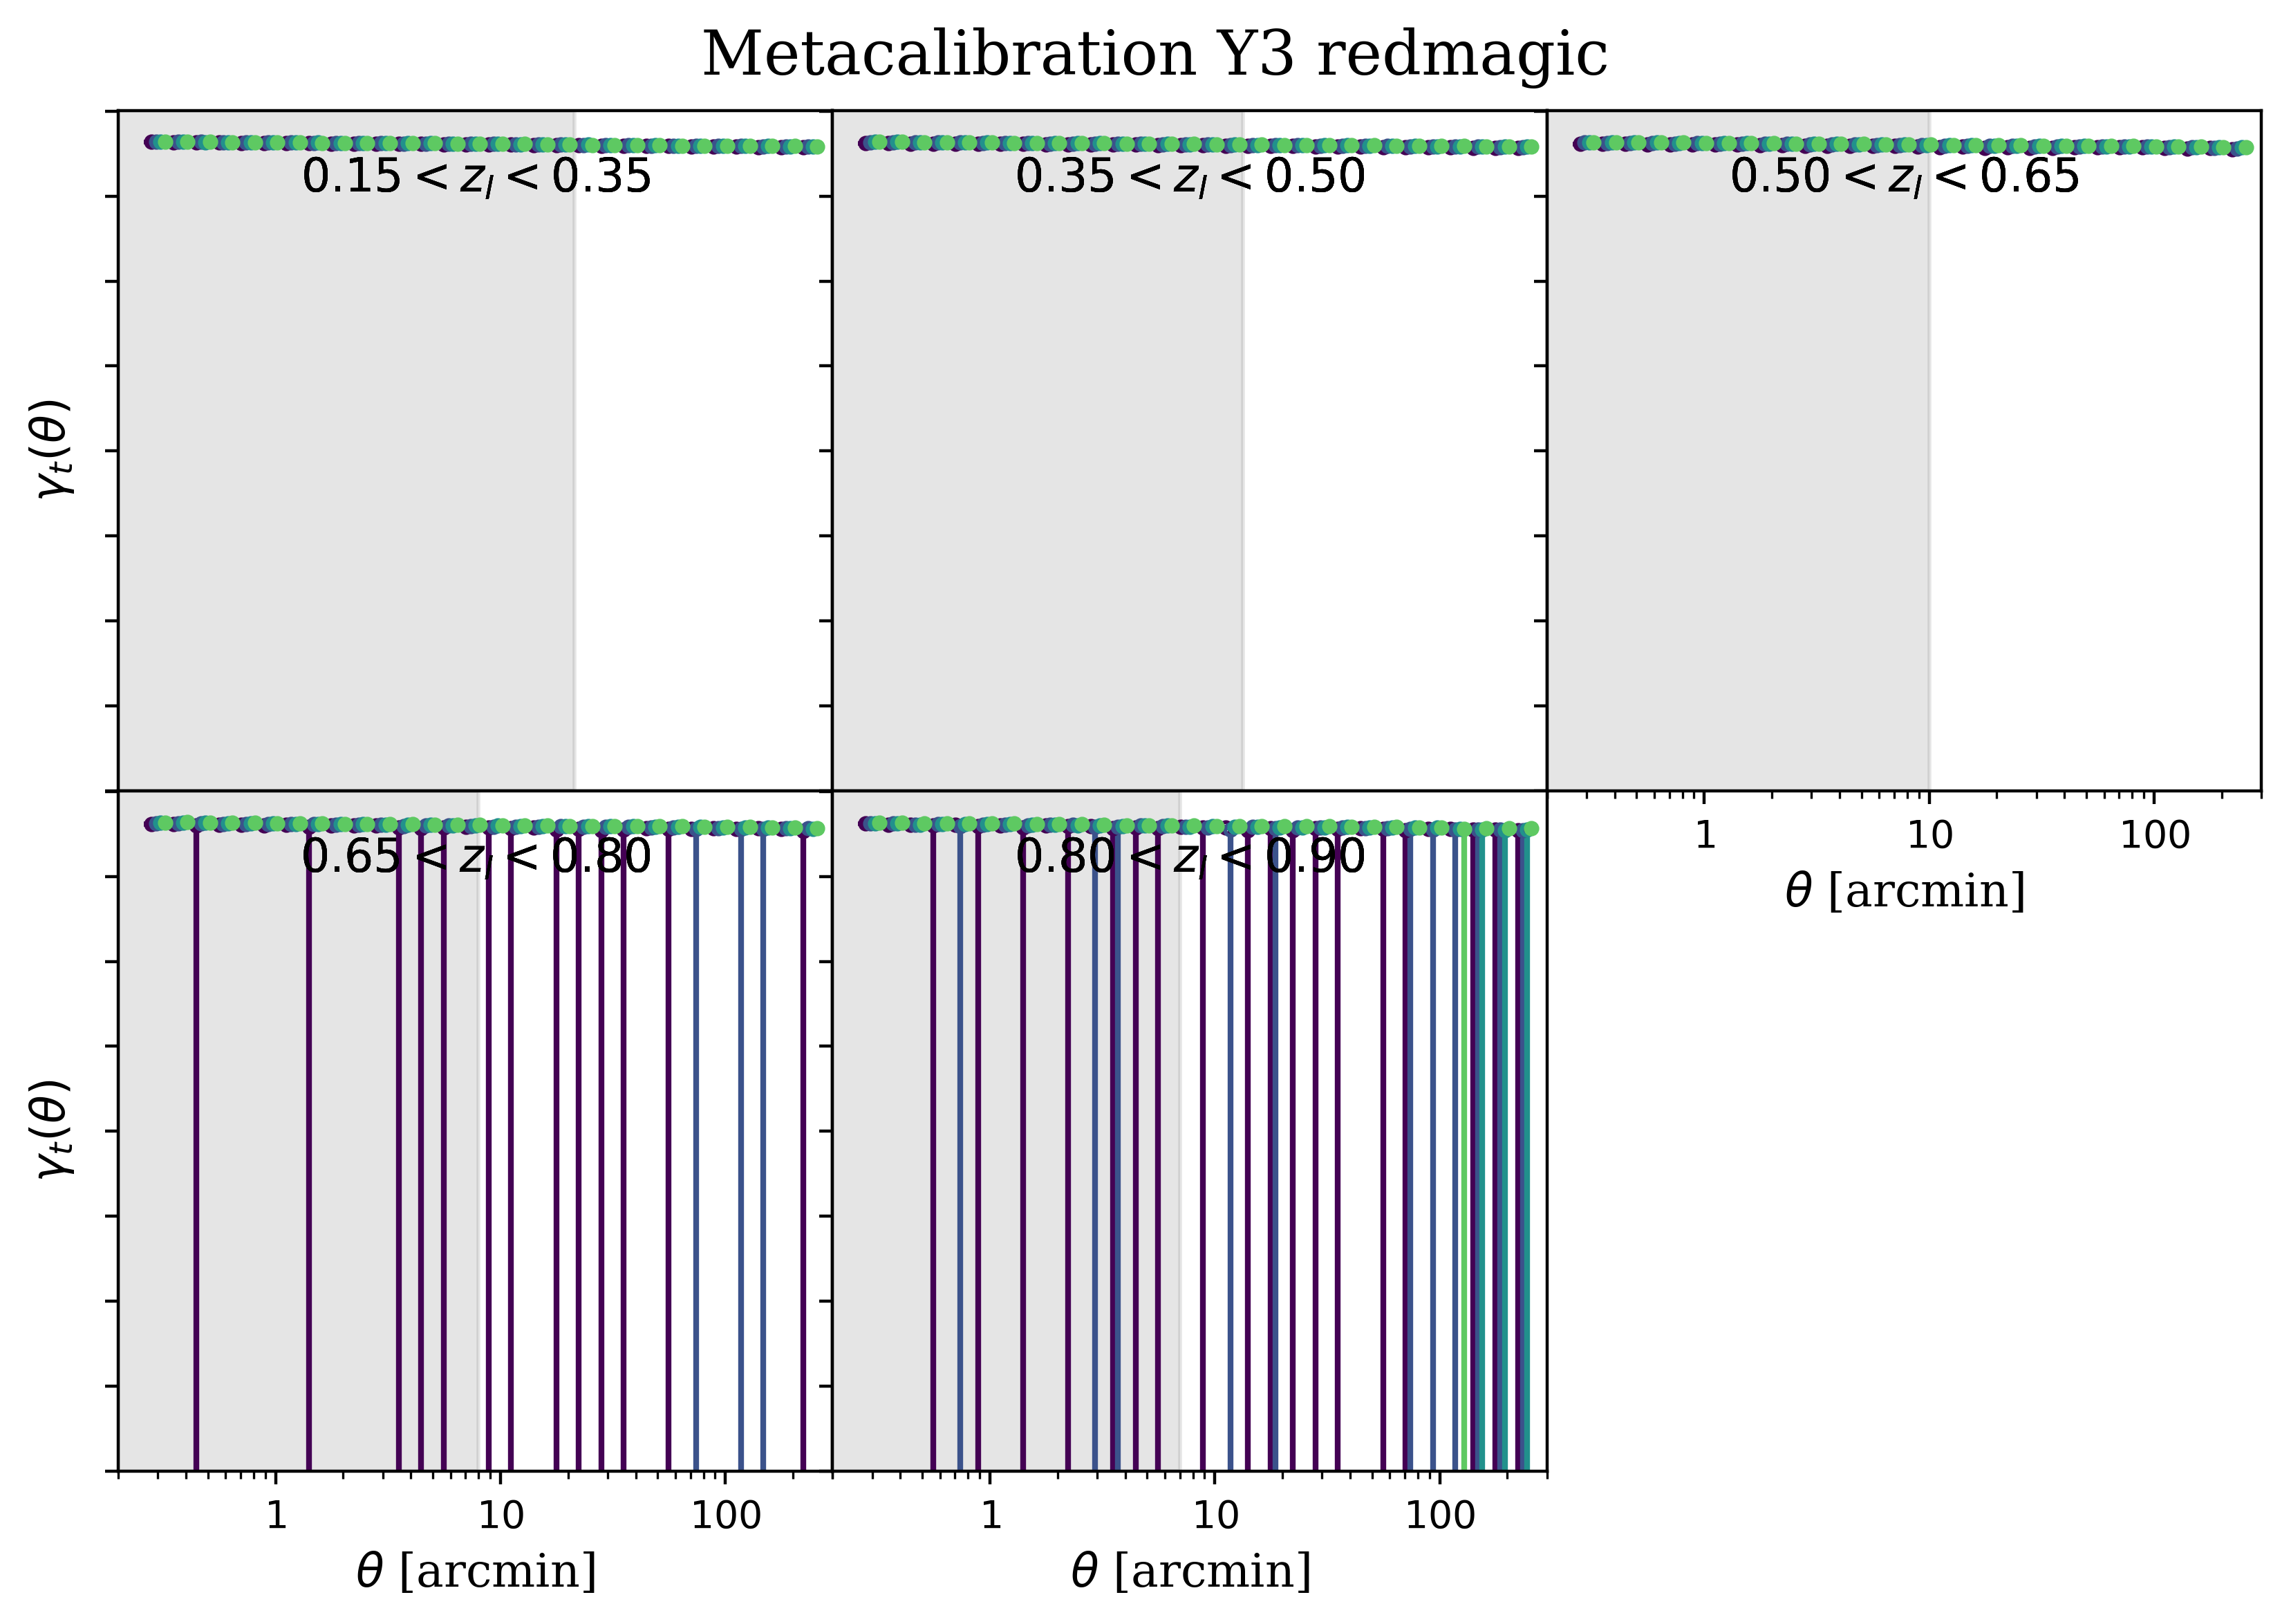 Metacalibration Y3 redmagic
0.15 < z_l < 0.35
0.35 < z_l < 0.50
0.50 < z_l < 0.65
γ_t(θ)
1 10 100
θ [arcmin]
0.65 < z_l < 0.80
0.80 < z_l < 0.90
γ_t(θ)
1 10 100
1 10 100
θ [arcmin]
θ [arcmin]